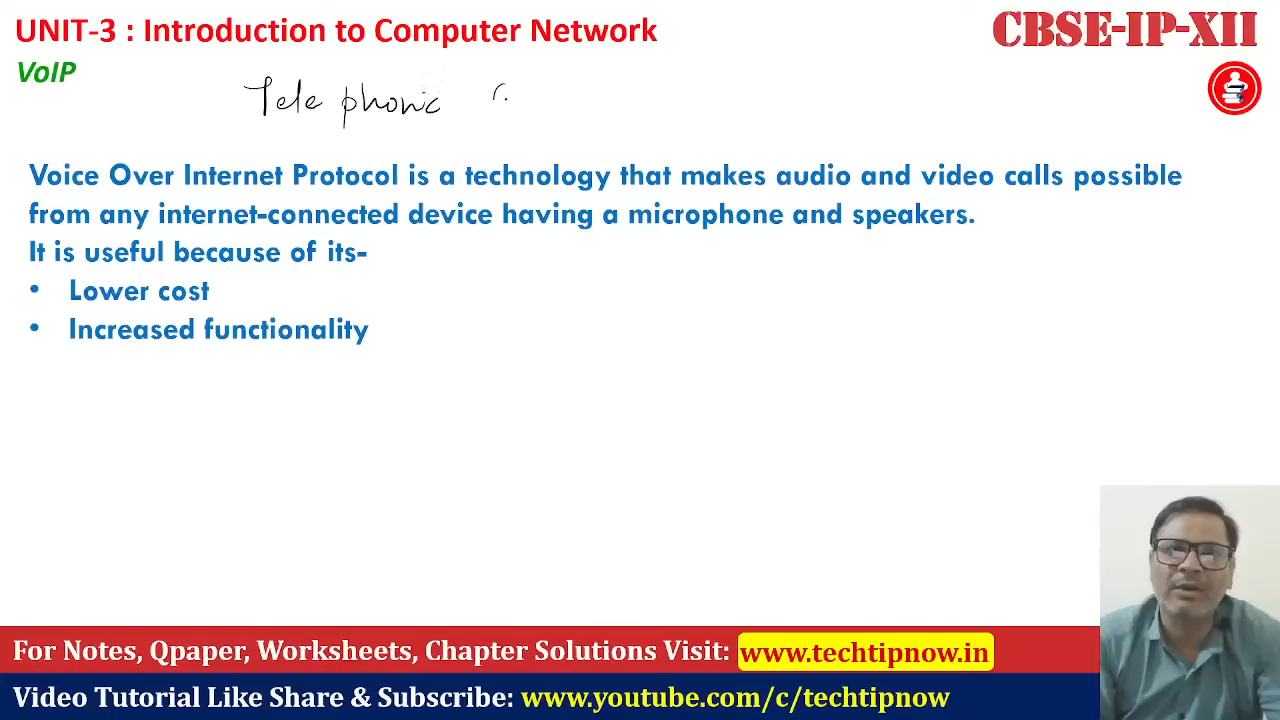 UNIT-3 : Introduction to Computer Network
CBSE-IP-XII
VoIP
Tele phonic
Voice Over Internet Protocol is a technology that makes audio and video calls possible
from any internet-connected device having a microphone and speakers.
It is useful because of its-
• Lower cost
• Increased functionality
For Notes, Qpaper, Worksheets, Chapter Solutions Visit: www.techtipnow.in
Video Tutorial Like Share & Subscribe: www.youtube.com/c/techtipnow